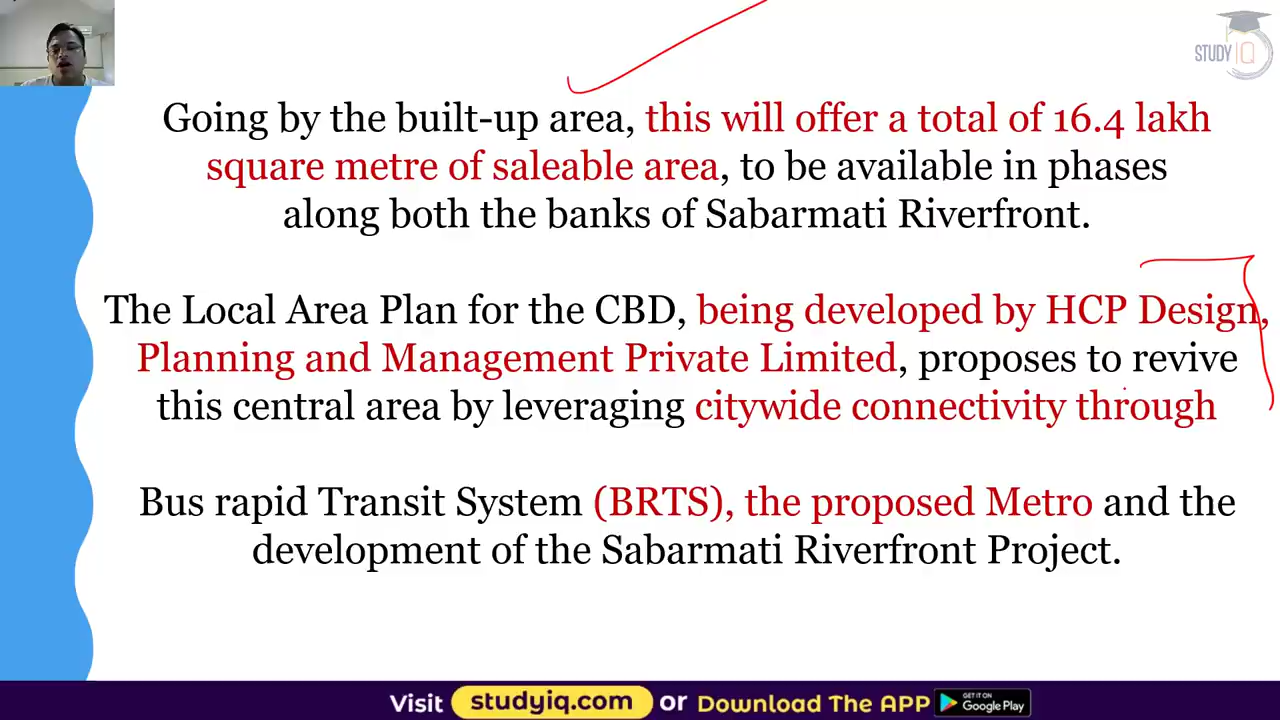 STUDY IQ
Going by the built-up area, this will offer a total of 16.4 lakh
square metre of saleable area, to be available in phases
along both the banks of Sabarmati Riverfront.
The Local Area Plan for the CBD, being developed by HCP Design,
Planning and Management Private Limited, proposes to revive
this central area by leveraging citywide connectivity through
Bus rapid Transit System (BRTS), the proposed Metro and the
development of the Sabarmati Riverfront Project.
Visit studyiq.com or Download The APP GET IT ON Google Play